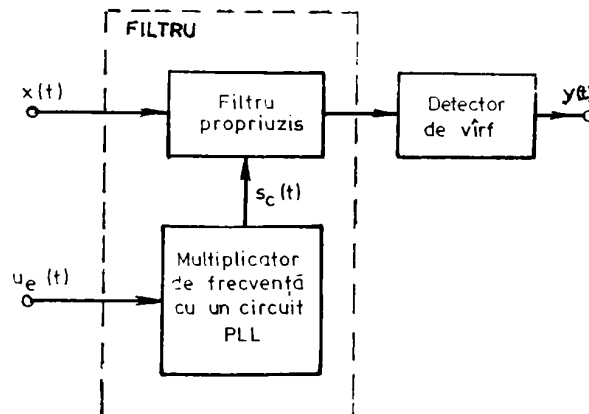 FILTRU
x(t)
Filtru
propriuzis
Detector
de vîrf
y(t)
s_c(t)
u_e(t)
Multiplicator
de frecvență
cu un circuit
PLL